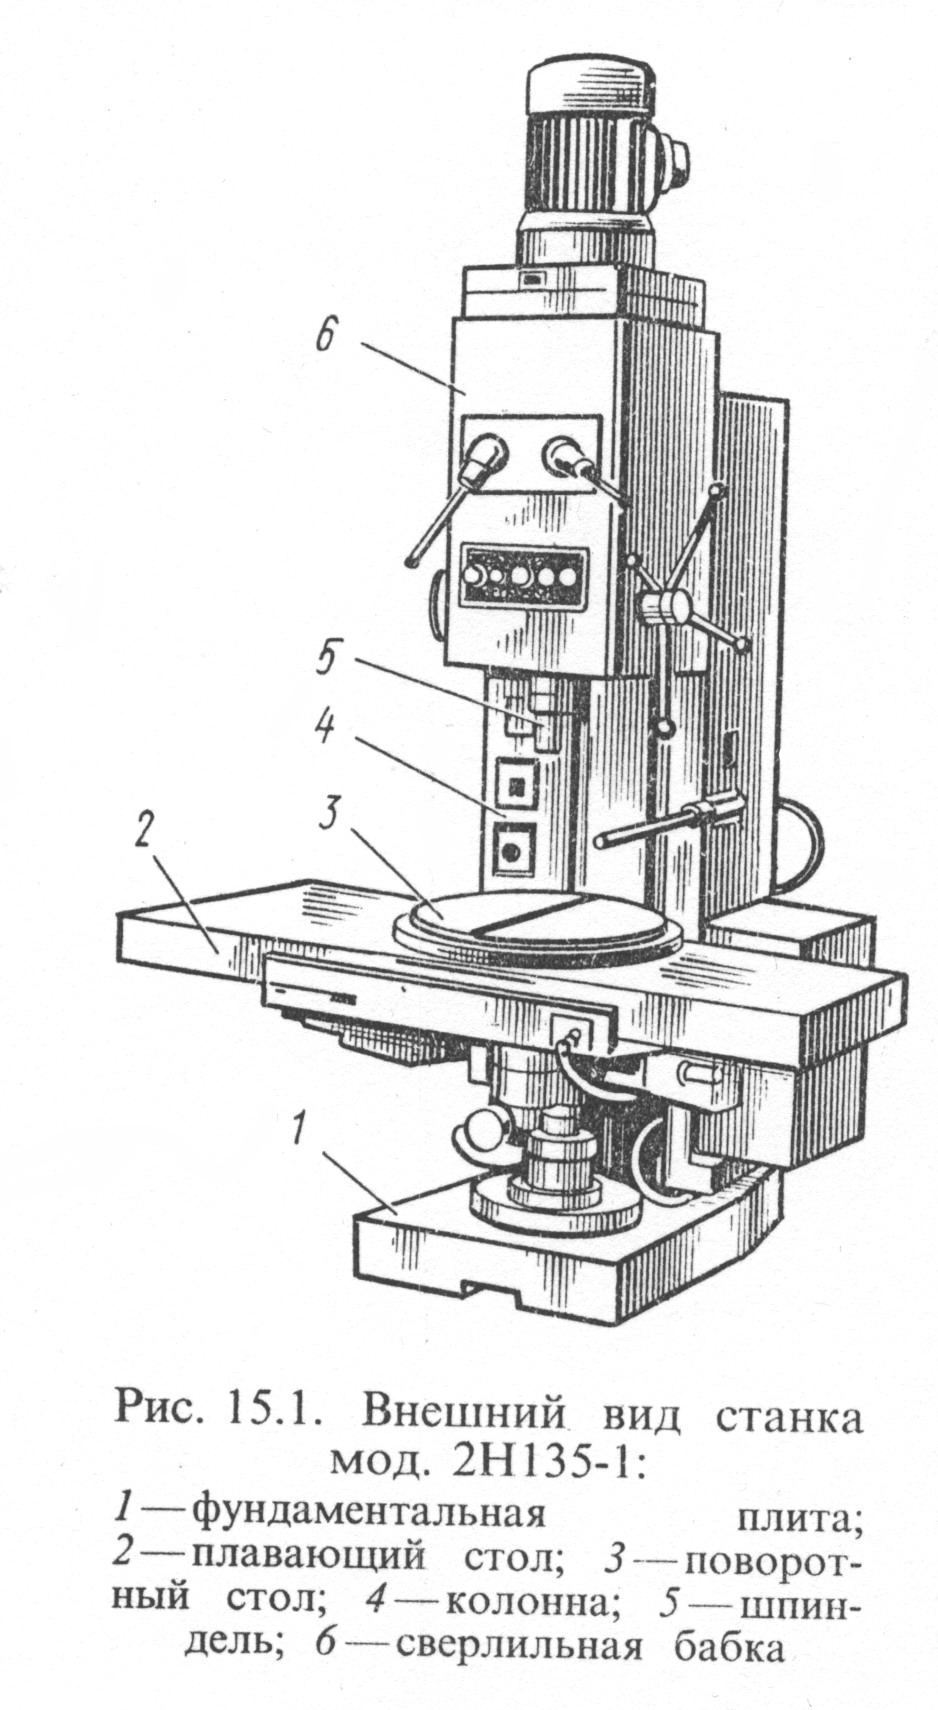 6
5
4
3
2
1
Рис. 15.1. Внешний вид станка
мод. 2Н135-1:
1—фундаментальная плита;
2—плавающий стол; 3—поворот-
ный стол; 4—колонна; 5—шпин-
дель; 6—сверлильная бабка